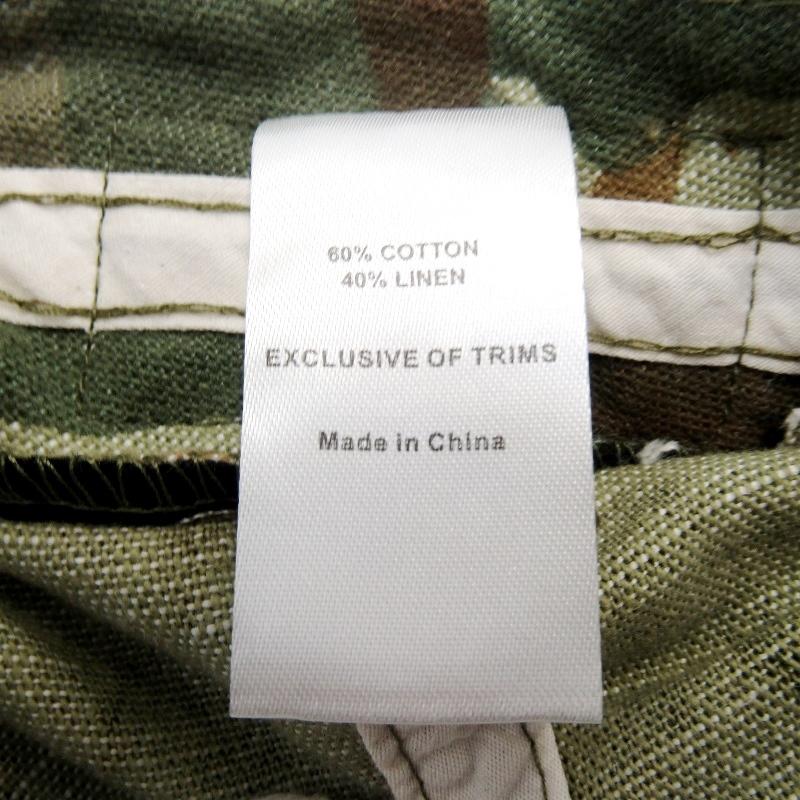 60% COTTON
40% LINEN
EXCLUSIVE OF TRIMS
Made in China